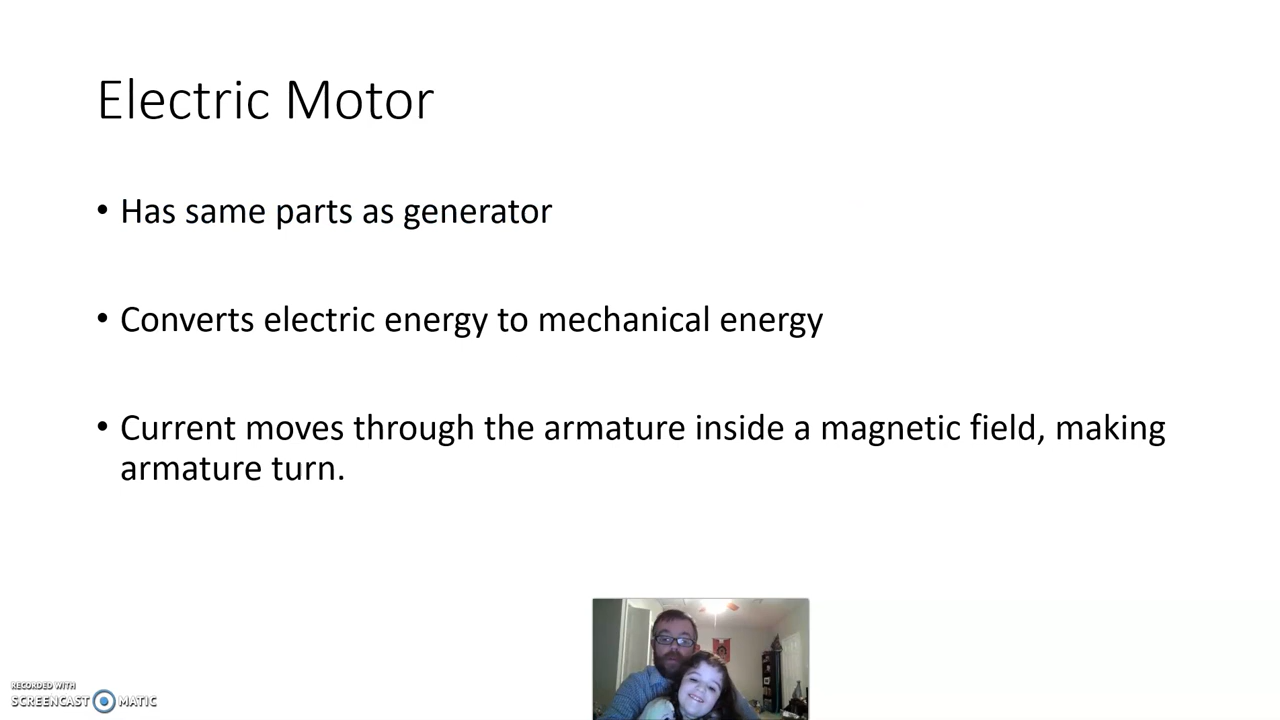 Electric Motor
• Has same parts as generator
• Converts electric energy to mechanical energy
• Current moves through the armature inside a magnetic field, making
armature turn.
RECORDED WITH
SCREENCAST MATIC